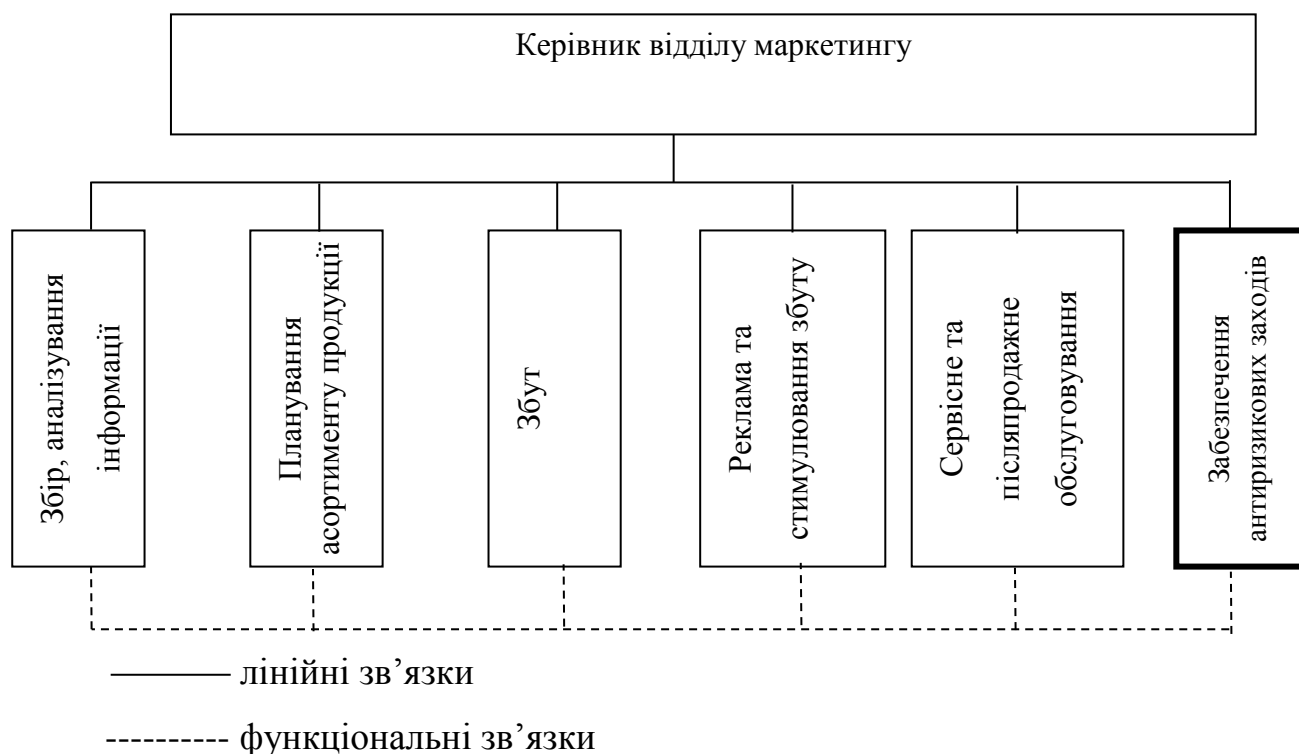 Керівник відділу маркетингу
Збір, аналізування
інформації
Планування
асортименту продукції
Збут
Реклама та
стимулювання збуту
Сервісне та
післяпродажне
обслуговування
Забезпечення
антиризикових заходів
лінійні зв’язки
функціональні зв’язки